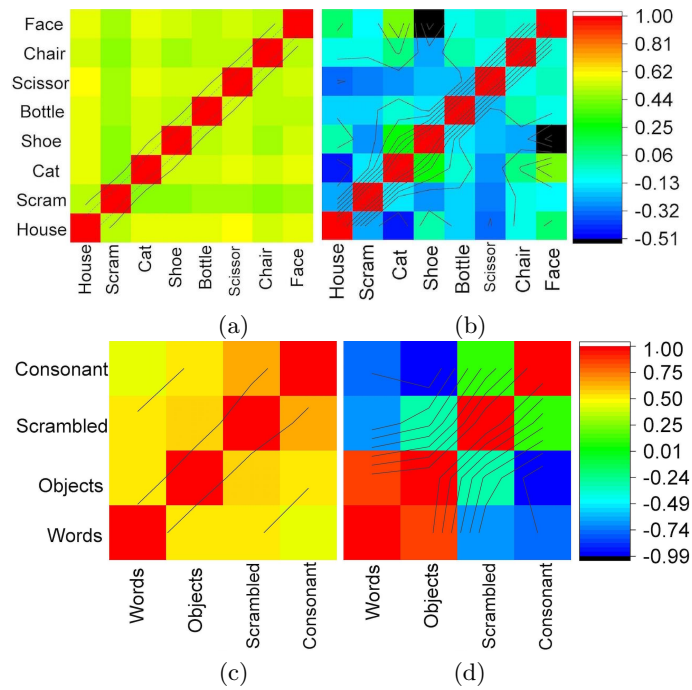 Face
Chair
Scissor
Bottle
Shoe
Cat
Scram
House
House
Scram
Cat
Shoe
Bottle
Scissor
Chair
Face
(a)
House
Scram
Cat
Shoe
Bottle
Scissor
Chair
Face
(b)
1.00
0.81
0.62
0.44
0.25
0.06
-0.13
-0.32
-0.51
Consonant
Scrambled
Objects
Words
Words
Objects
Scrambled
Consonant
(c)
Words
Objects
Scrambled
Consonant
(d)
1.00
0.75
0.50
0.25
0.01
-0.24
-0.49
-0.74
-0.99